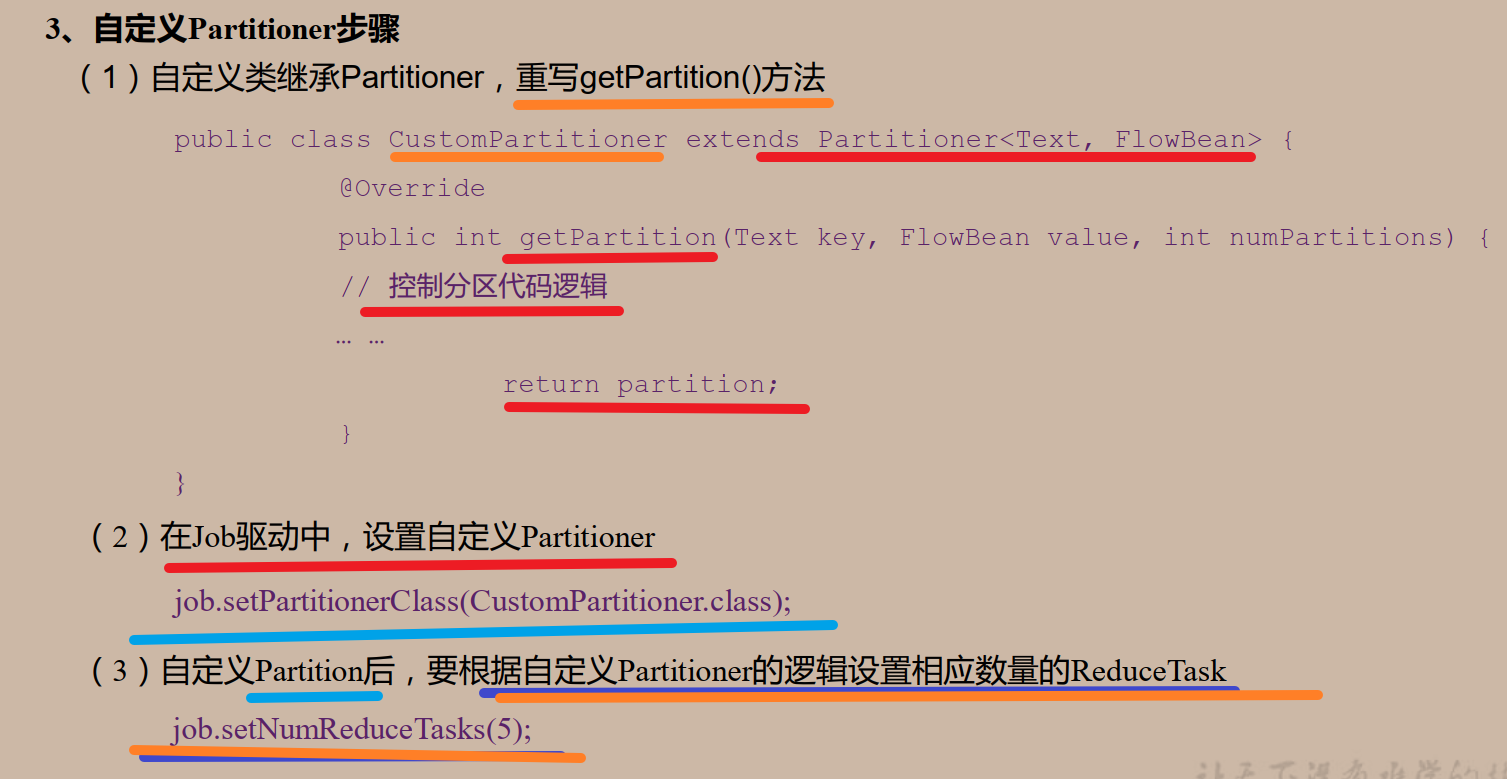 3、自定义Partitioner步骤
（1）自定义类继承Partitioner，重写getPartition()方法
public class CustomPartitioner extends Partitioner<Text, FlowBean> {
@Override
public int getPartition(Text key, FlowBean value, int numPartitions) {
// 控制分区代码逻辑
… …
return partition;
}
}
（2）在Job驱动中，设置自定义Partitioner
job.setPartitionerClass(CustomPartitioner.class);
（3）自定义Partition后，要根据自定义Partitioner的逻辑设置相应数量的ReduceTask
job.setNumReduceTasks(5);